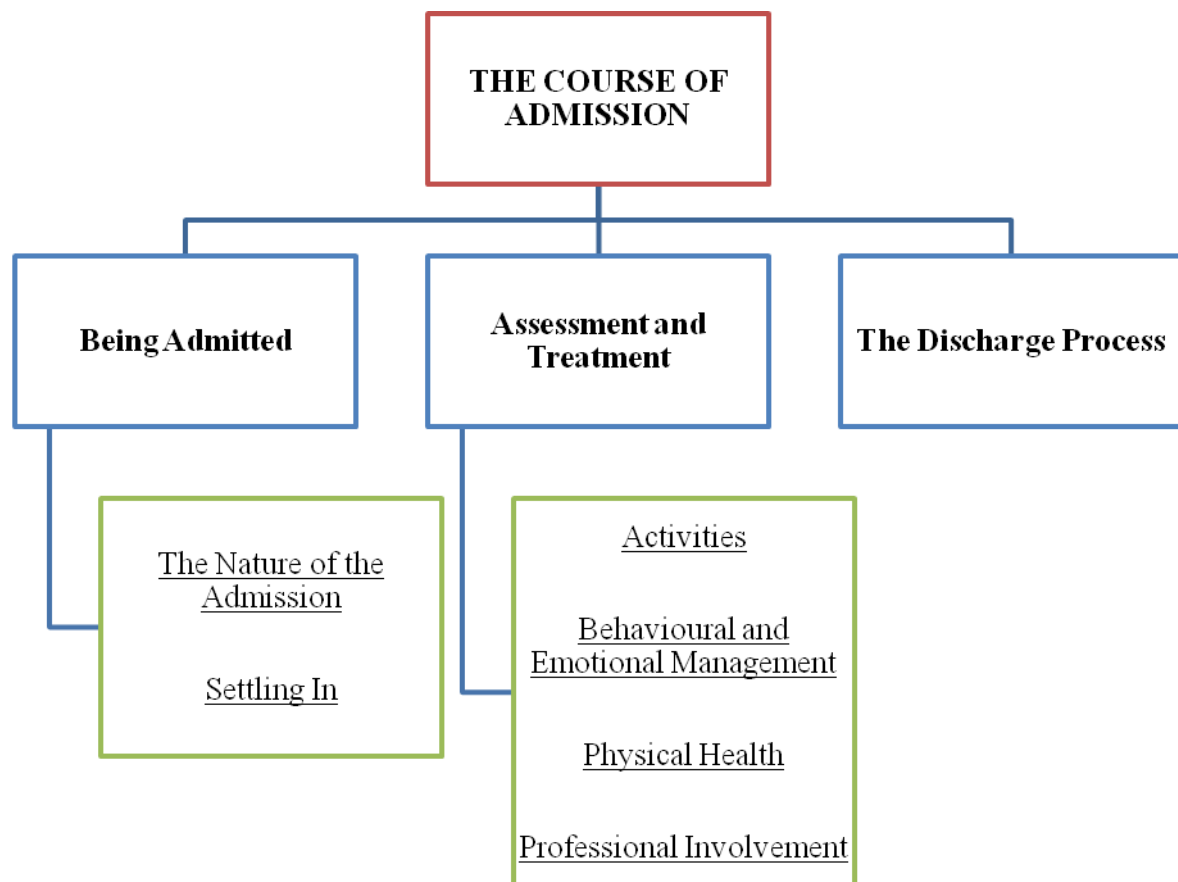 THE COURSE OF
ADMISSION
Being Admitted
Assessment and
Treatment
The Discharge Process
The Nature of the
Admission
Settling In
Activities
Behavioural and
Emotional Management
Physical Health
Professional Involvement